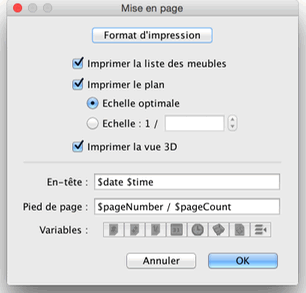 Mise en page
Format d'impression
Imprimer la liste des meubles
Imprimer le plan
Echelle optimale
Echelle : 1 /
Imprimer la vue 3D
En-tête : $date $time
Pied de page : $pageNumber / $pageCount
Variables :
Annuler OK